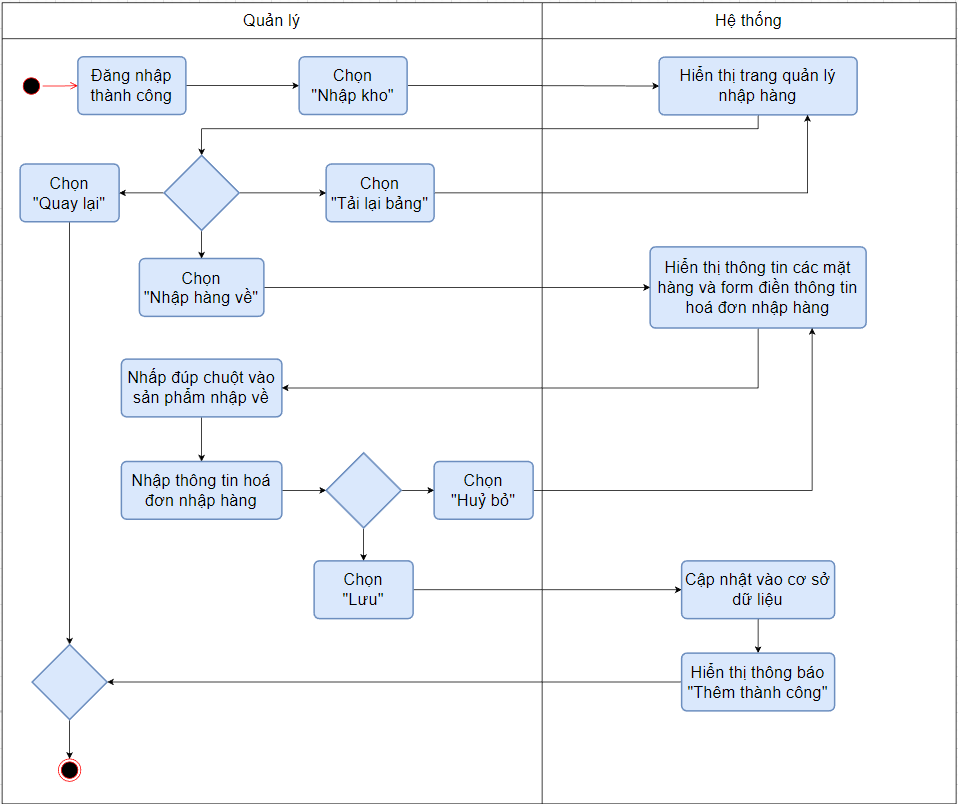 Quản lý
Hệ thống
Đăng nhập
thành công
Chọn
"Nhập kho"
Hiển thị trang quản lý
nhập hàng
Chọn
"Quay lại"
Chọn
"Tải lại bảng"
Chọn
"Nhập hàng về"
Hiển thị thông tin các mặt
hàng và form điền thông tin
hoá đơn nhập hàng
Nhấp đúp chuột vào
sản phẩm nhập về
Nhập thông tin hoá
đơn nhập hàng
Chọn
"Huỷ bỏ"
Chọn
"Lưu"
Cập nhật vào cơ sở
dữ liệu
Hiển thị thông báo
"Thêm thành công"